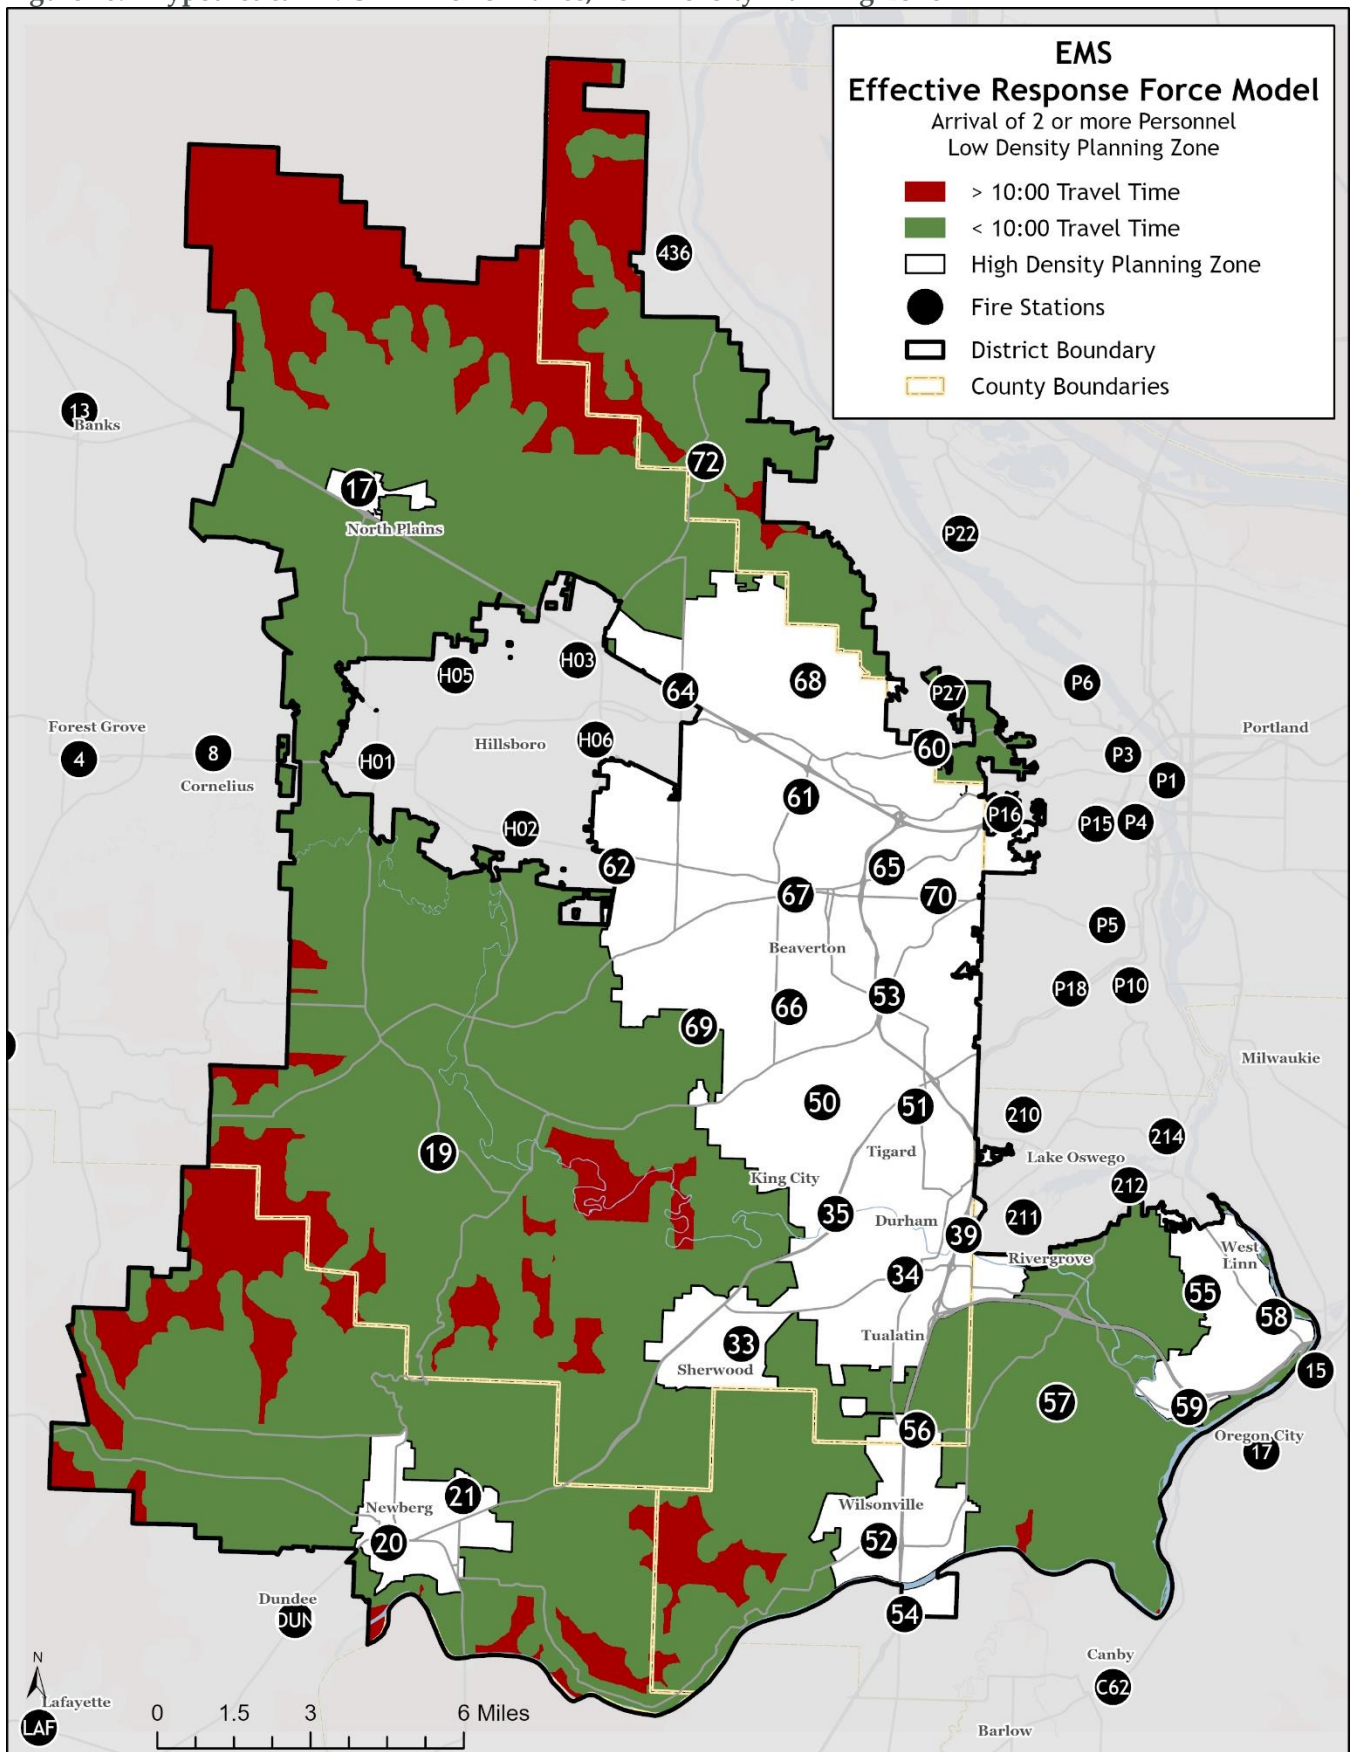 EMS
Effective Response Force Model
Arrival of 2 or more Personnel
Low Density Planning Zone
> 10:00 Travel Time
< 10:00 Travel Time
High Density Planning Zone
Fire Stations
District Boundary
County Boundaries
436
13
Banks
72
17
North Plains
P22
H05
H03
64
68
P27
P6
Forest Grove
4
8
Cornelius
H01
Hillsboro
H06
60
Portland
P3
P1
61
P16
P15
P4
H02
62
65
67
70
Beaverton
P5
53
P18
P10
66
69
Milwaukie
50
51
210
214
19
Tigard
Lake Oswego
King City
212
35
Durham
39
211
Rivergrove
West
Linn
34
55
58
Tualatin
33
Sherwood
15
57
59
56
Oregon City
17
21
Newberg
Wilsonville
20
52
Dundee
DUN
54
Canby
C62
N
Lafayette
LAF
0 1.5 3 6 Miles
Barlow